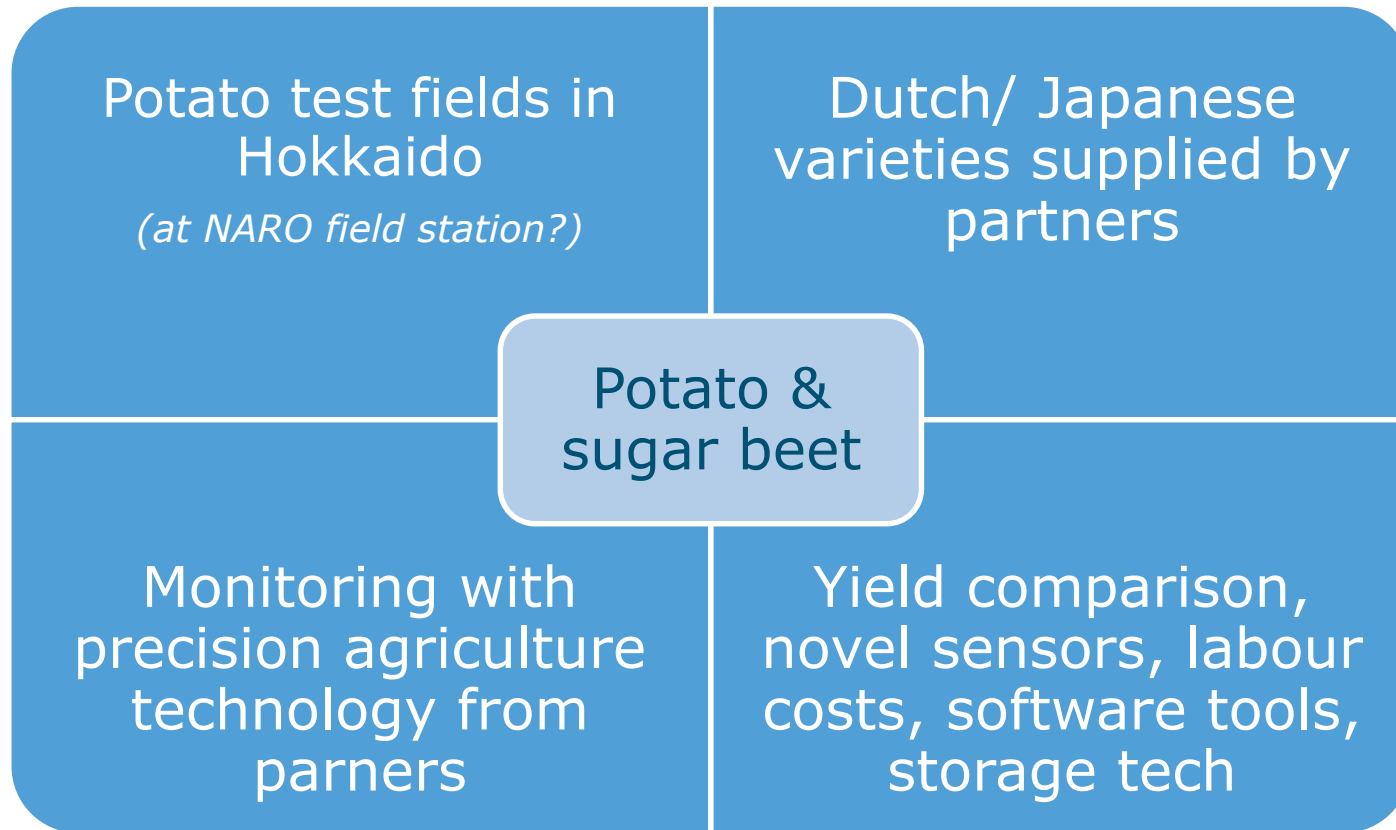 Potato test fields in
Hokkaido
(at NARO field station?)
Dutch/ Japanese
varieties supplied by
partners
Potato &
sugar beet
Monitoring with
precision agriculture
technology from
parners
Yield comparison,
novel sensors, labour
costs, software tools,
storage tech